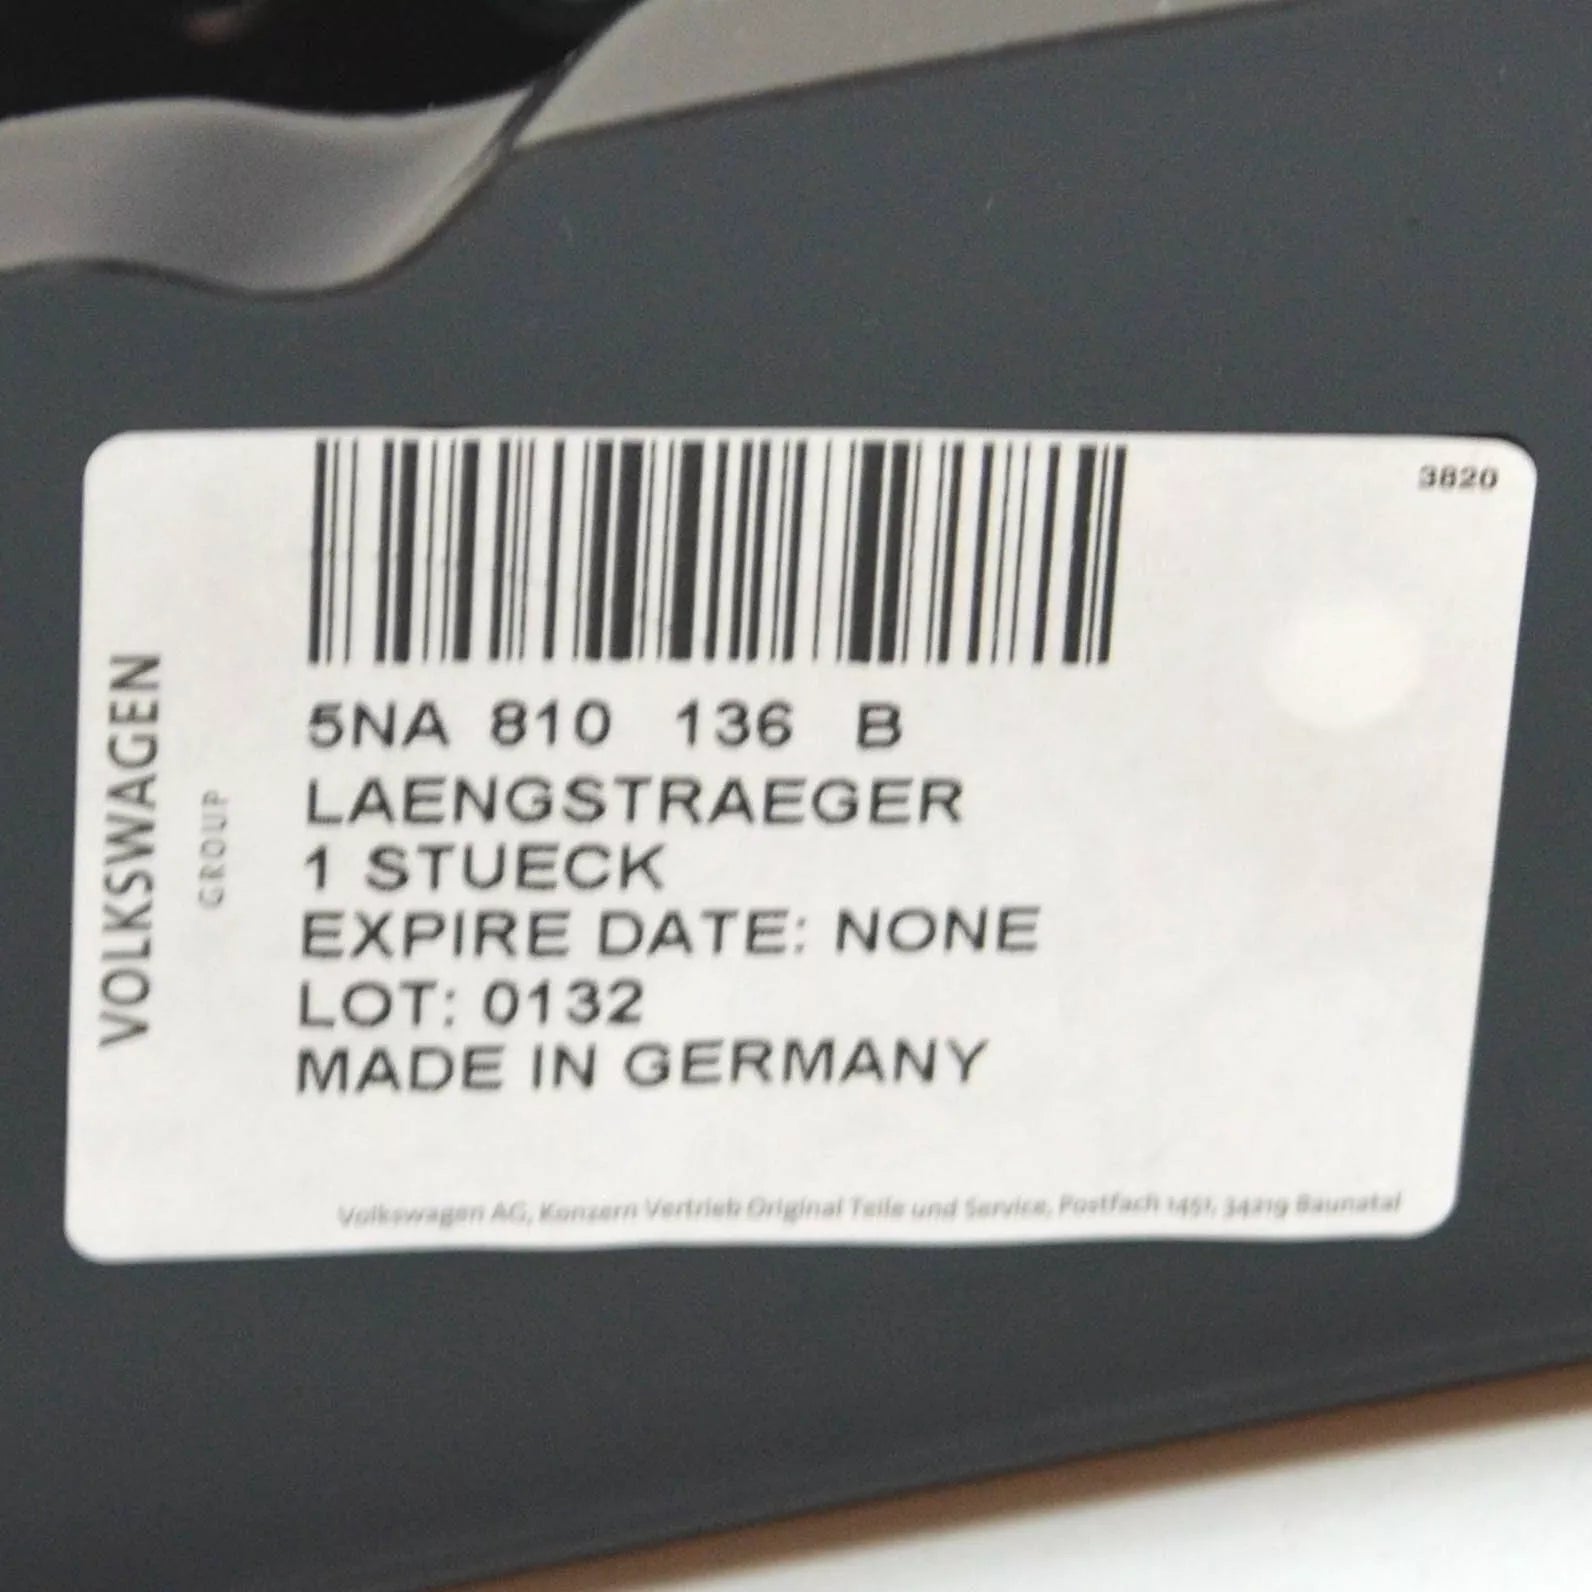 3820
5NA 810 136 B
LAENGSTRAEGER
1 STUECK
EXPIRE DATE: NONE
LOT: 0132
MADE IN GERMANY
VOLKSWAGEN
GROUP
Volkswagen AG, Konzern Vertrieb Original Teile und Service, Postfach 1451, 34219 Baunatal